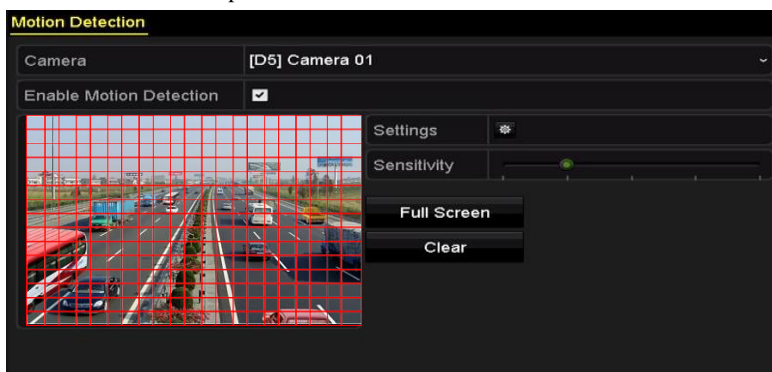 Motion Detection
Camera [D5] Camera 01
Enable Motion Detection
Settings
Sensitivity
Full Screen
Clear